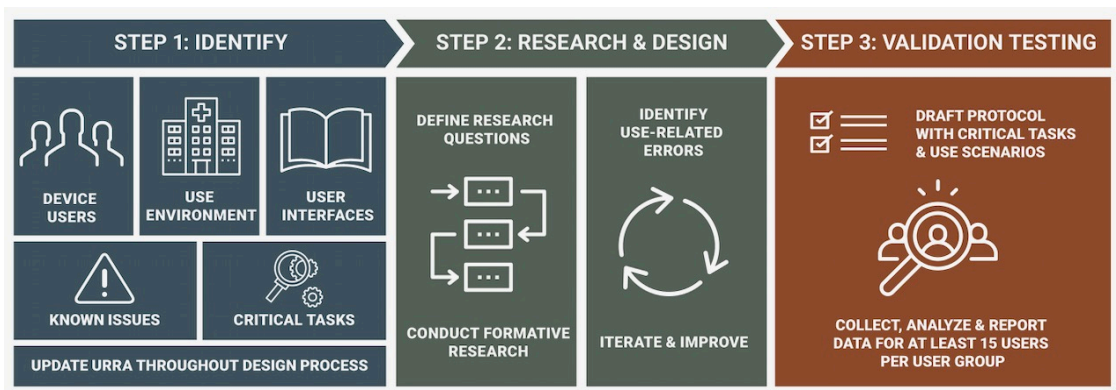 STEP 1: IDENTIFY
DEVICE
USERS
USE
ENVIRONMENT
USER
INTERFACES
KNOWN ISSUES
CRITICAL TASKS
UPDATE URRA THROUGHOUT DESIGN PROCESS
STEP 2: RESEARCH & DESIGN
DEFINE RESEARCH
QUESTIONS
CONDUCT FORMATIVE
RESEARCH
IDENTIFY
USE-RELATED
ERRORS
ITERATE & IMPROVE
STEP 3: VALIDATION TESTING
DRAFT PROTOCOL
WITH CRITICAL TASKS
& USE SCENARIOS
COLLECT, ANALYZE & REPORT
DATA FOR AT LEAST 15 USERS
PER USER GROUP